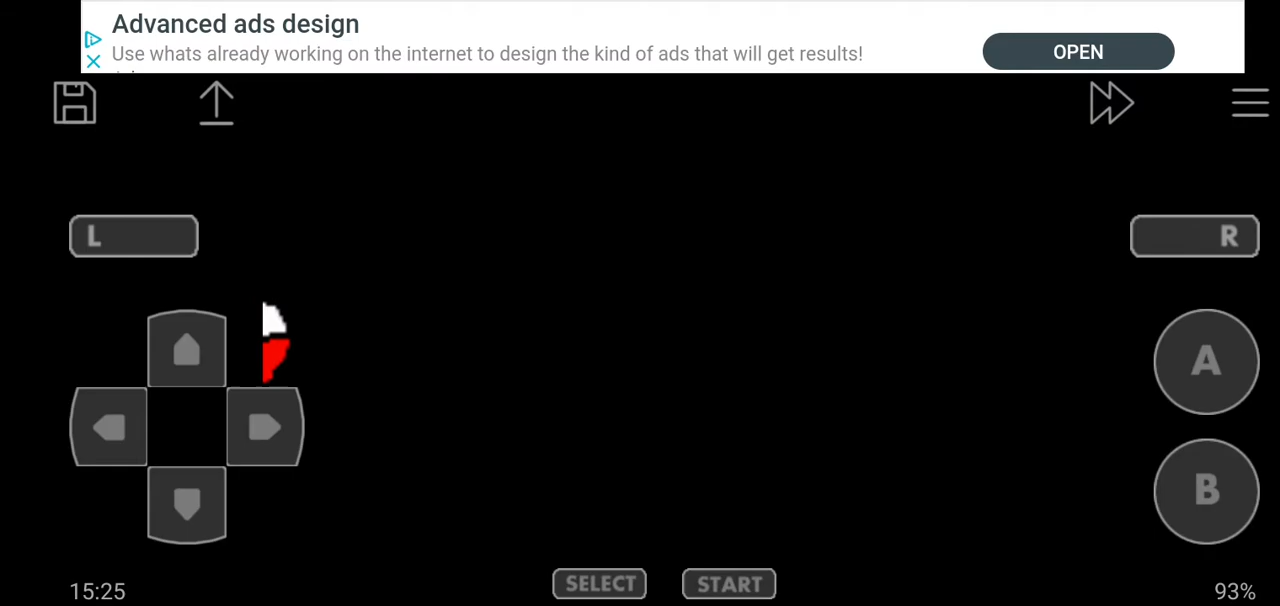 Advanced ads design
Use whats already working on the internet to design the kind of ads that will get results!
OPEN
L
R
A
B
SELECT
START
15:25
93%